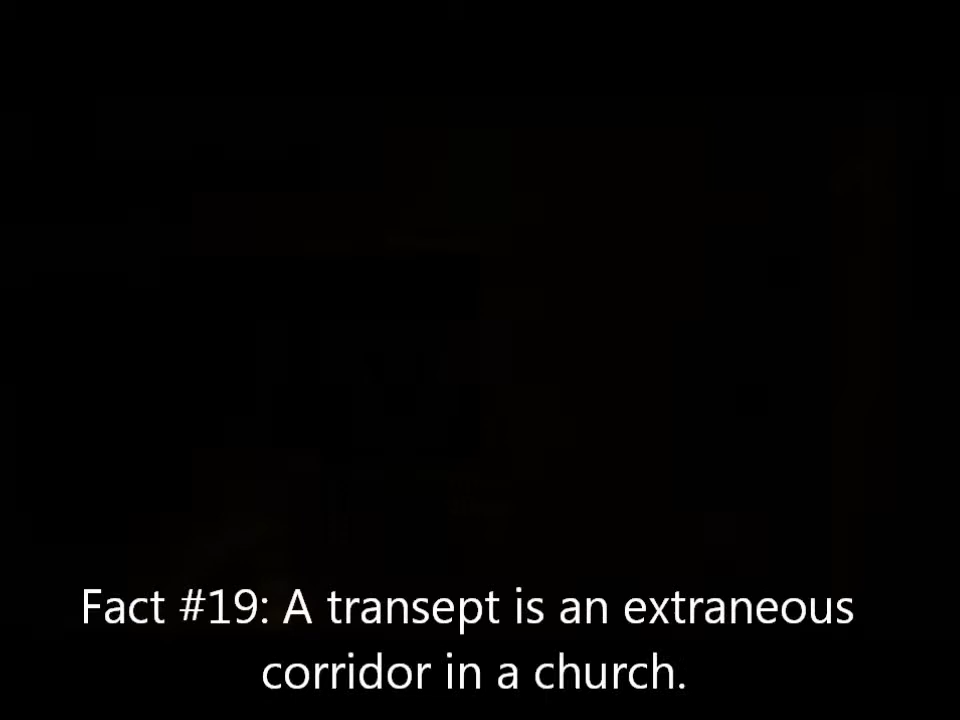 Fact #19: A transept is an extraneous
corridor in a church.